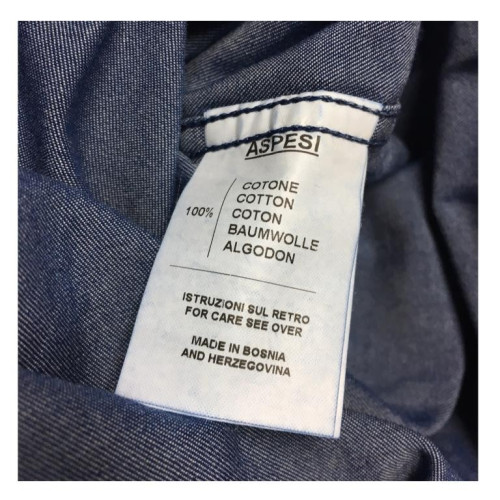 ASPESI
COTONE
COTTON
100% COTON
BAUMWOLLE
ALGODON
ISTRUZIONI SUL RETRO
FOR CARE SEE OVER
MADE IN BOSNIA
AND HERZEGOVINA